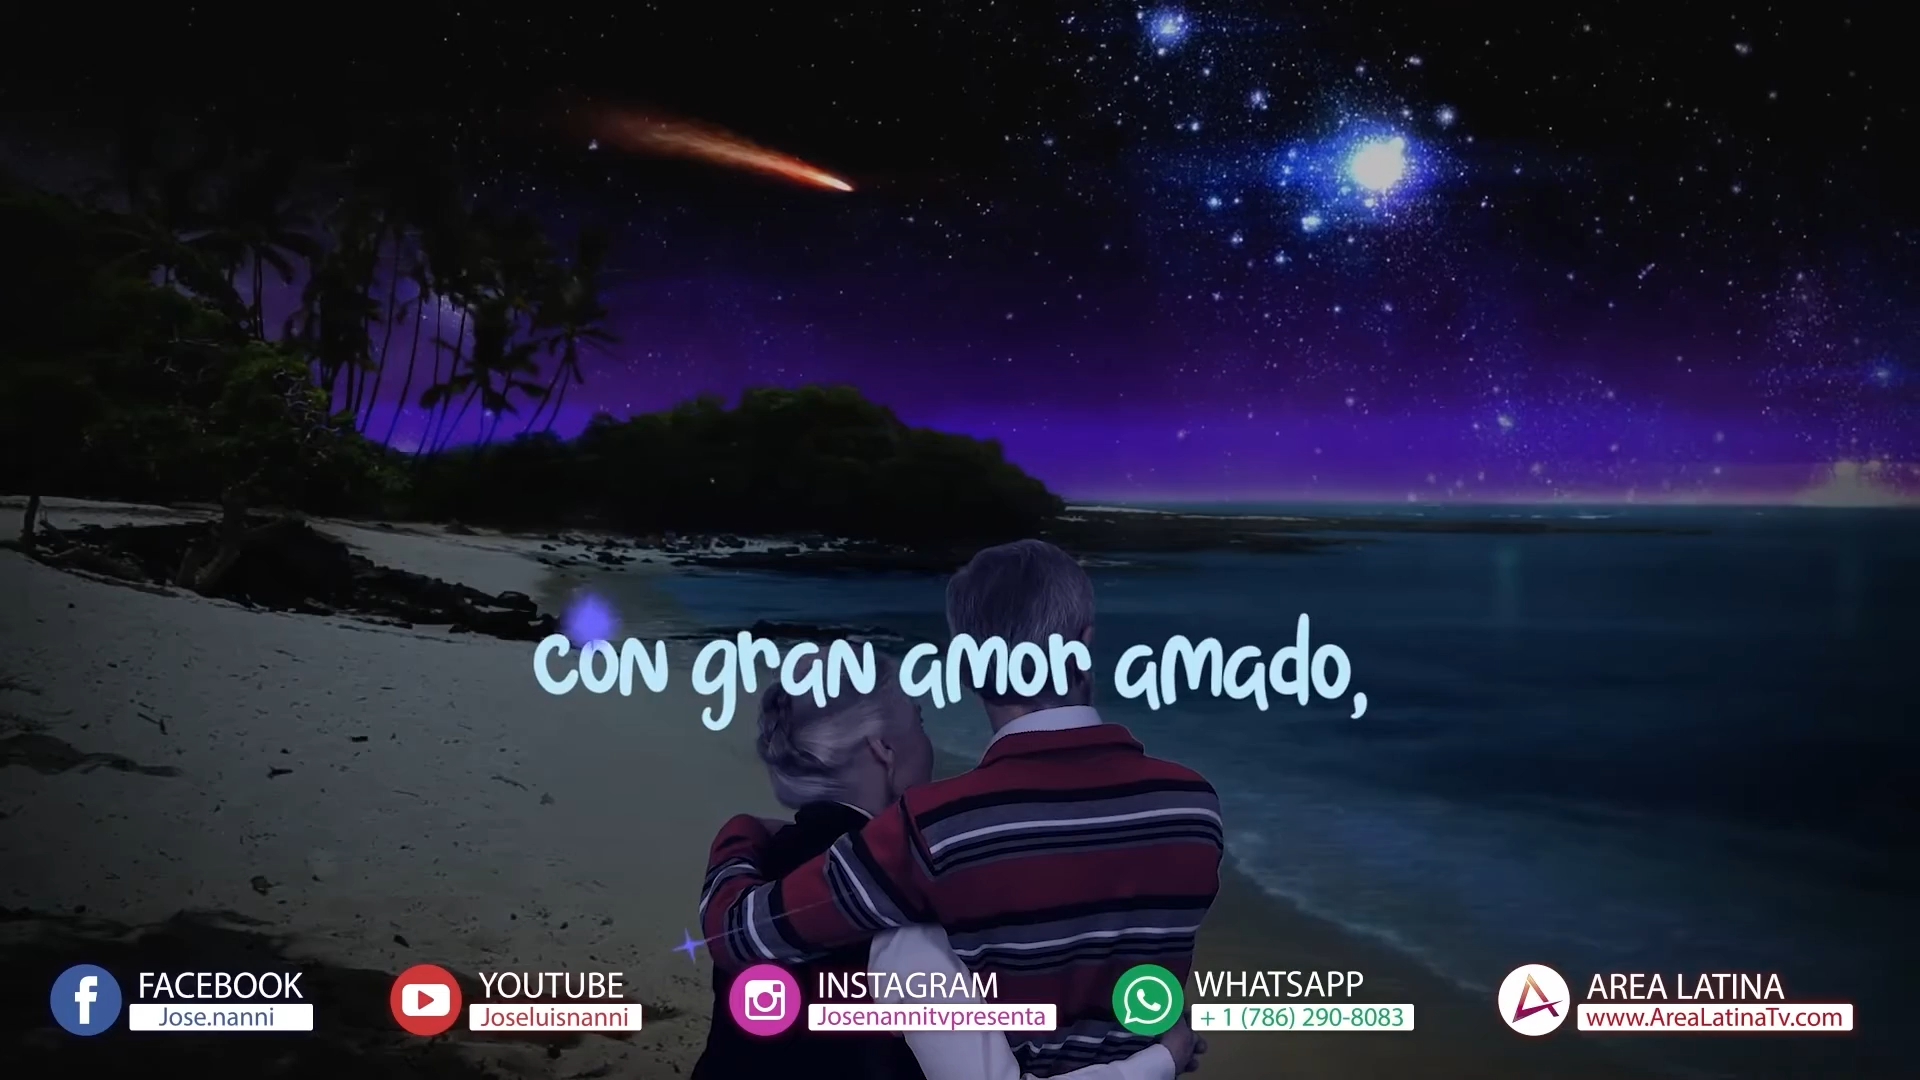 con gran amor amado,
FACEBOOK
Jose.nanni
YOUTUBE
Joseluisnanni
INSTAGRAM
Josenannitvpresenta
WHATSAPP
+ 1 (786) 290-8083
AREA LATINA
www.AreaLatinaTv.com